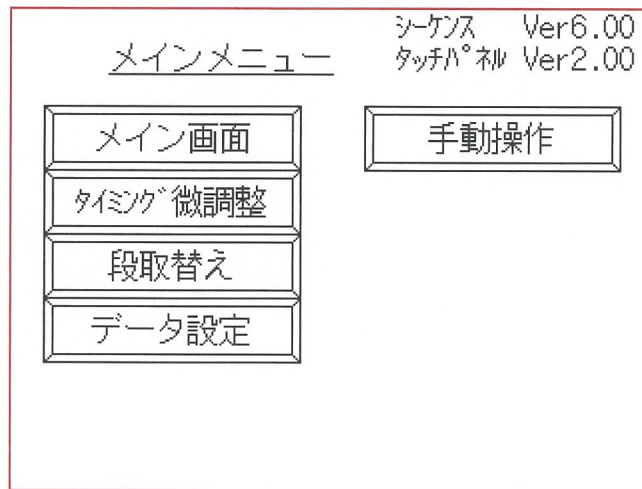 シーケンス Ver6.00
メインメニュー
ﾀｯﾁﾊﾟﾈﾙ Ver2.00
メイン画面
手動操作
ﾀｲﾐﾝｸﾞ微調整
段取替え
データ設定